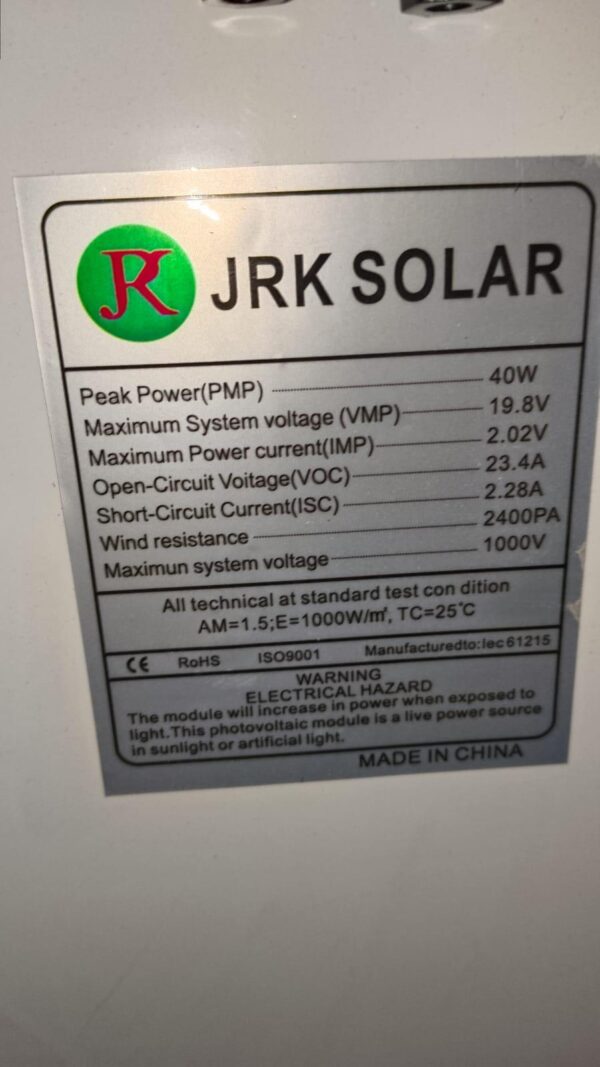 JR JRK SOLAR
Peak Power(PMP) 40W
Maximum System voltage (VMP) 19.8V
Maximum Power current(IMP) 2.02V
Open-Circuit Voitage(VOC) 23.4A
Short-Circuit Current(ISC) 2.28A
Wind resistance 2400PA
Maximun system voltage 1000V
All technical at standard test con dition
AM=1.5;E=1000W/㎡, TC=25℃
CE RoHS ISO9001 Manufacturedto:Iec61215
WARNING
ELECTRICAL HAZARD
The module will increase in power when exposed to
light.This photovoltaic module is a live power source
in sunlight or artificial light.
MADE IN CHINA